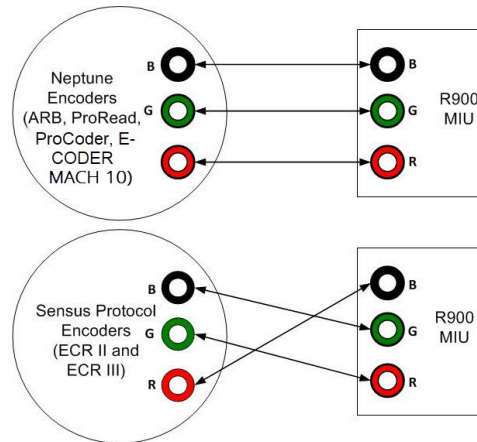 Neptune
Encoders
(ARB, ProRead,
ProCoder, E-
CODER
MACH 10)
B
G
R
B
G
R
R900
MIU
Sensus Protocol
Encoders
(ECR II and
ECR III)
B
G
R
B
G
R
R900
MIU